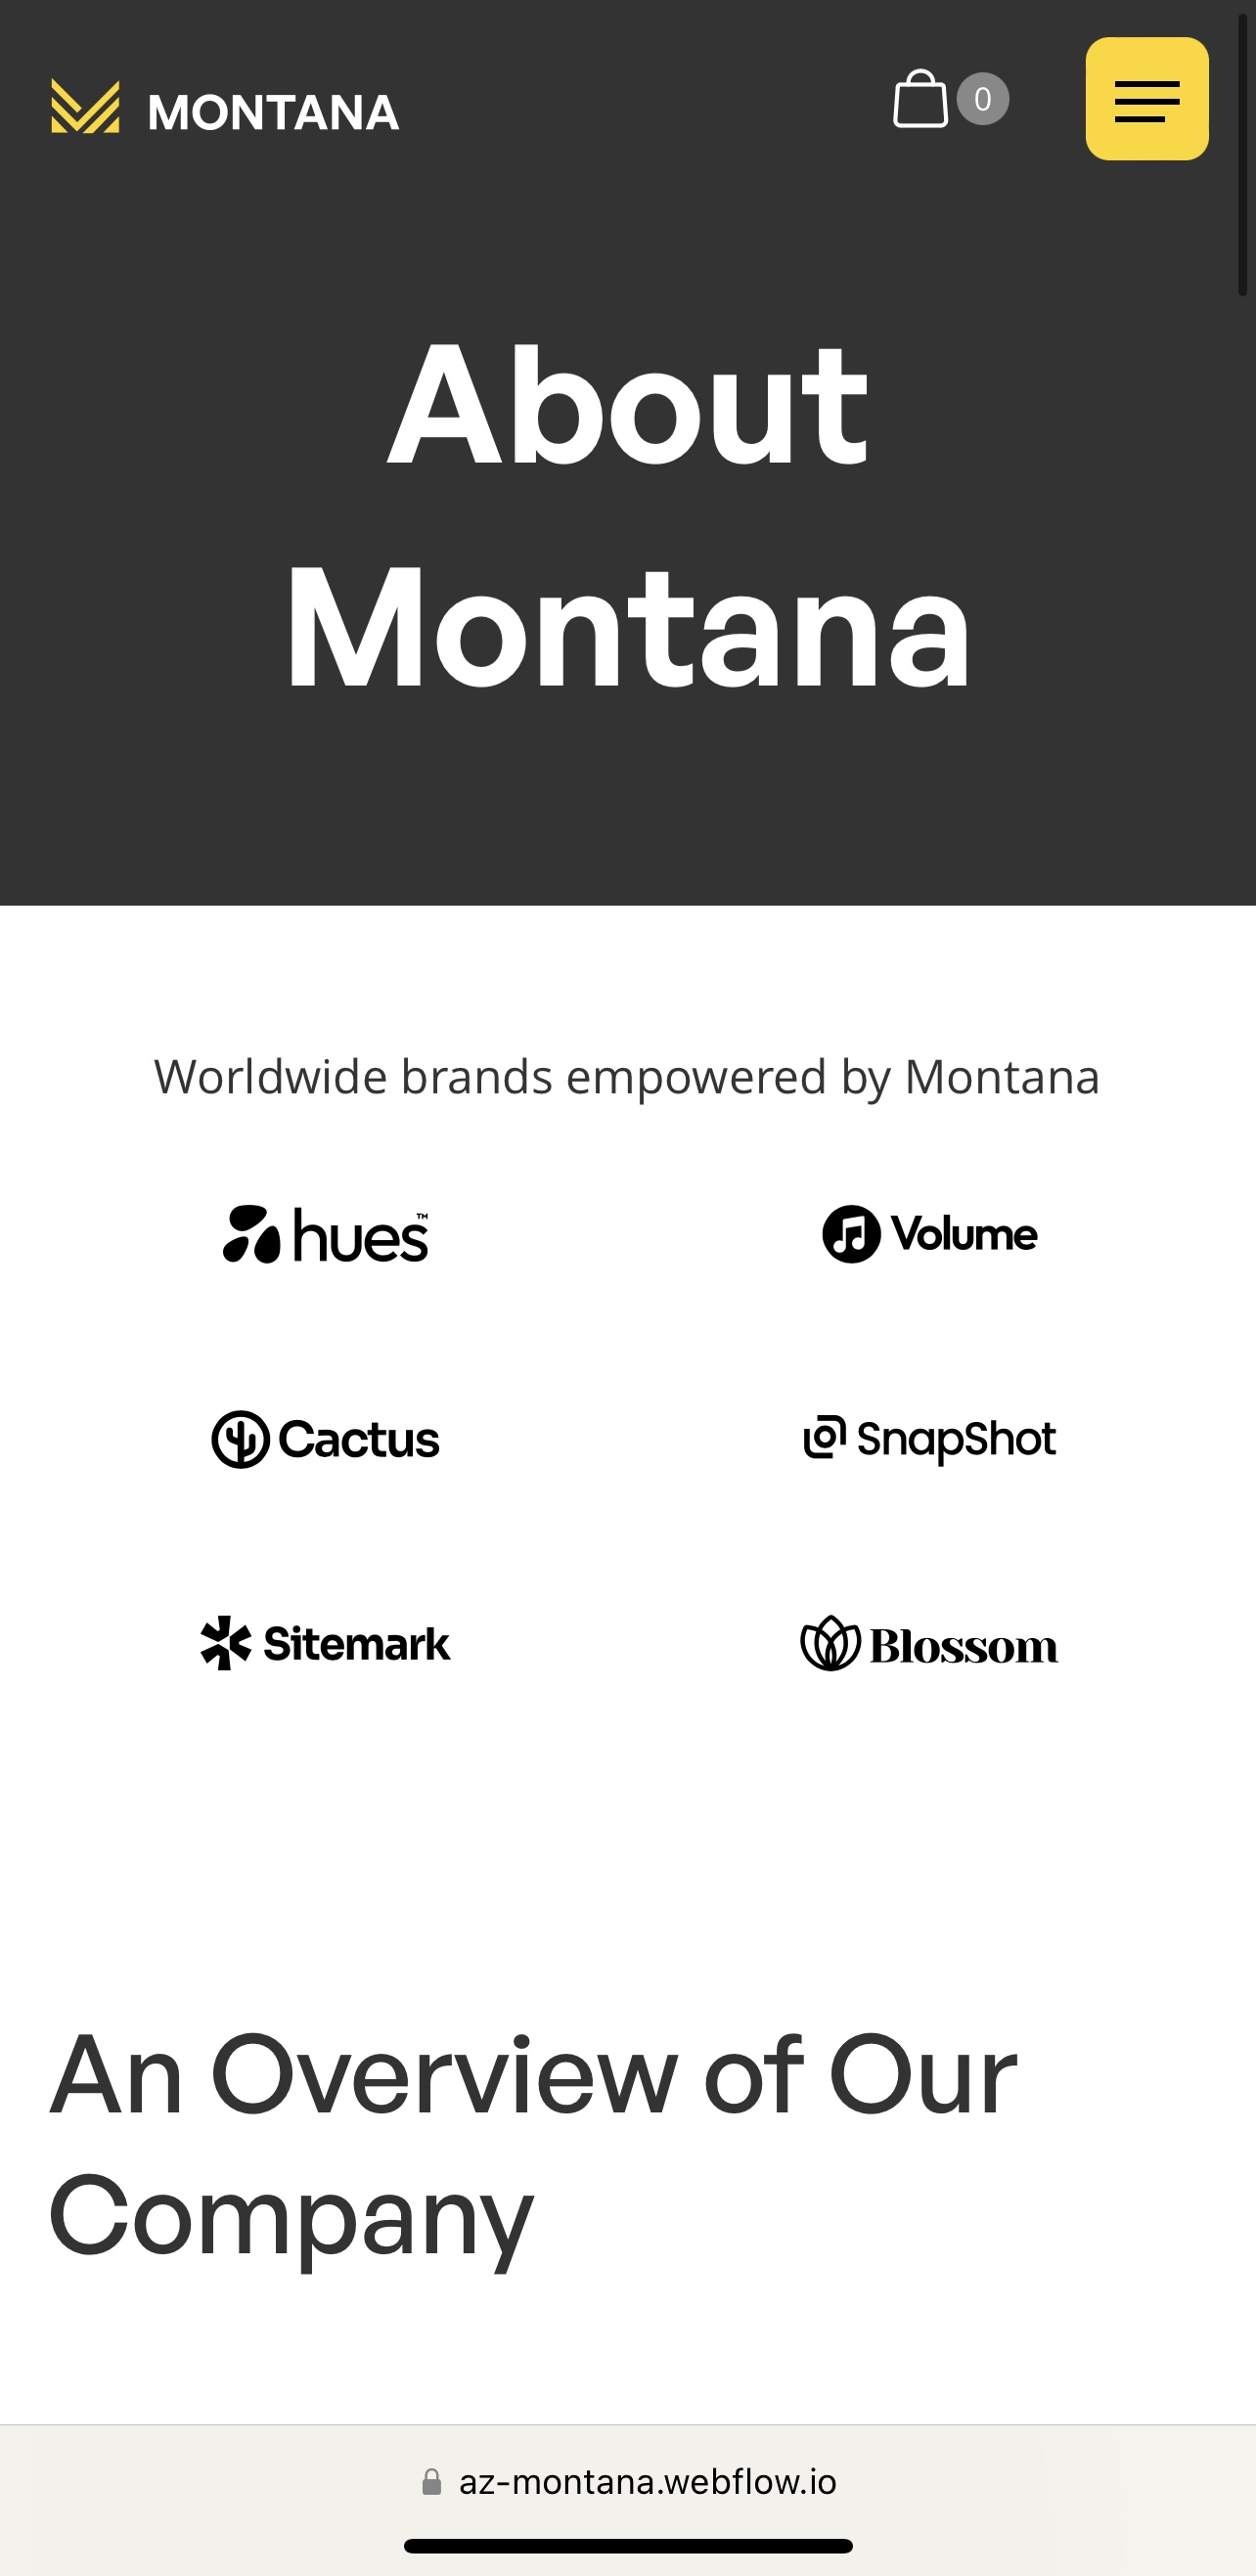 MONTANA
0
About
Montana
Worldwide brands empowered by Montana
hues™
Volume
Cactus
SnapShot
Sitemark
Blossom
An Overview of Our
Company
az-montana.webflow.io